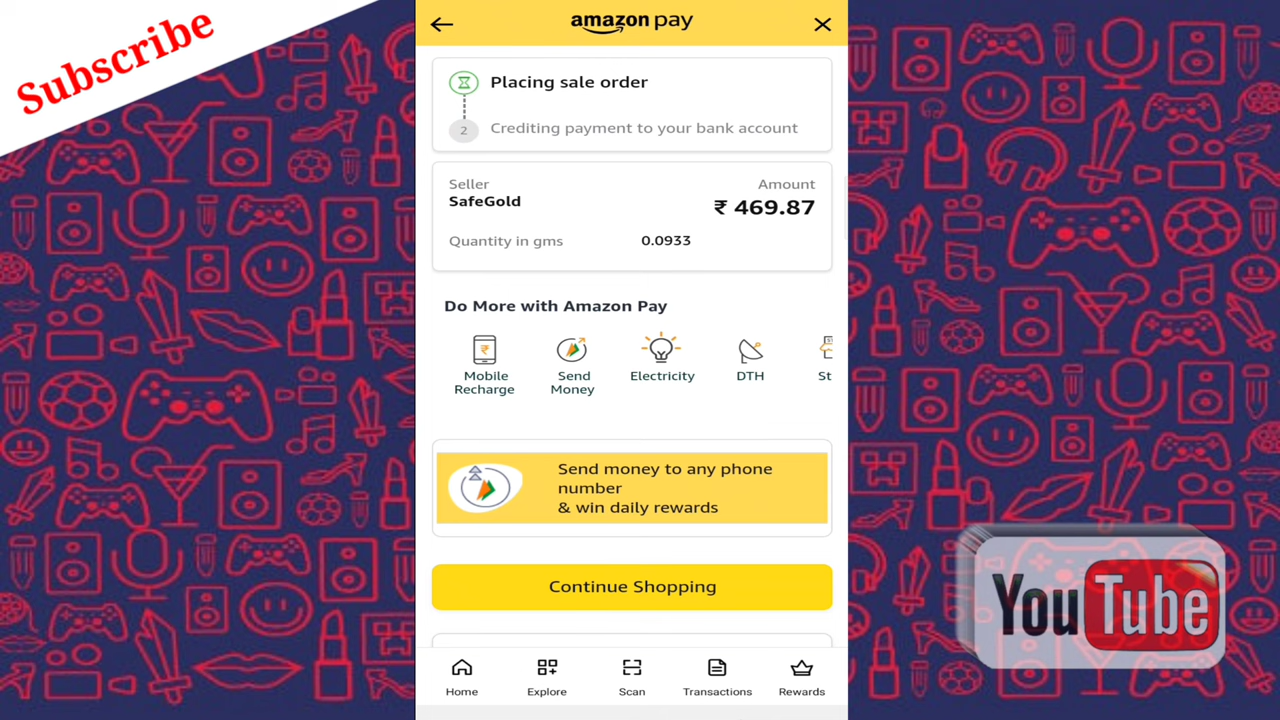 Subscribe
amazon pay
Placing sale order
2
Crediting payment to your bank account
Seller
Amount
SafeGold
₹ 469.87
Quantity in gms
0.0933
Do More with Amazon Pay
Mobile Recharge
Send Money
Electricity
DTH
St
Send money to any phone
number
& win daily rewards
Continue Shopping
Home
Explore
Scan
Transactions
Rewards
YouTube